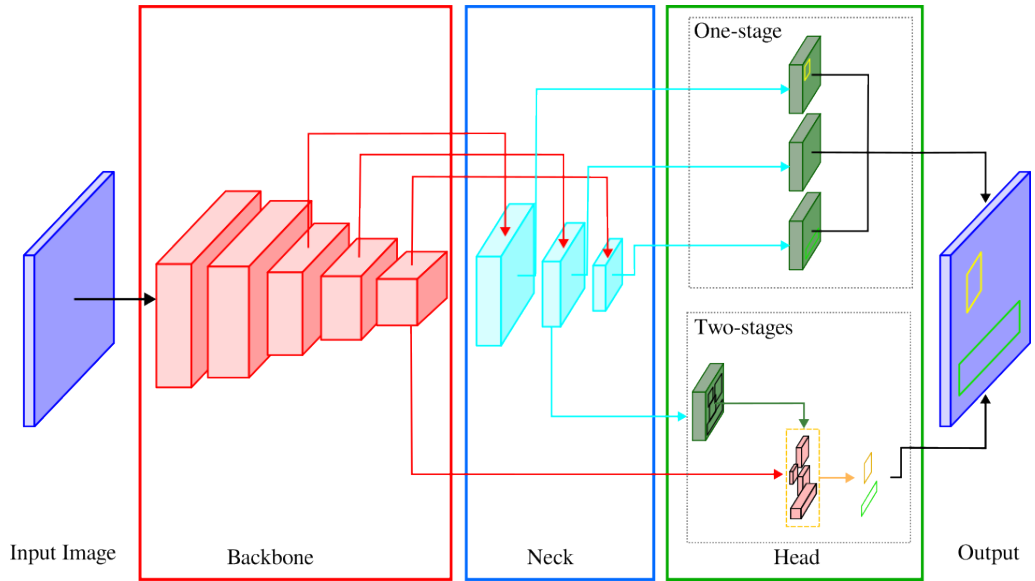 One-stage
Two-stages
Input Image
Backbone
Neck
Head
Output